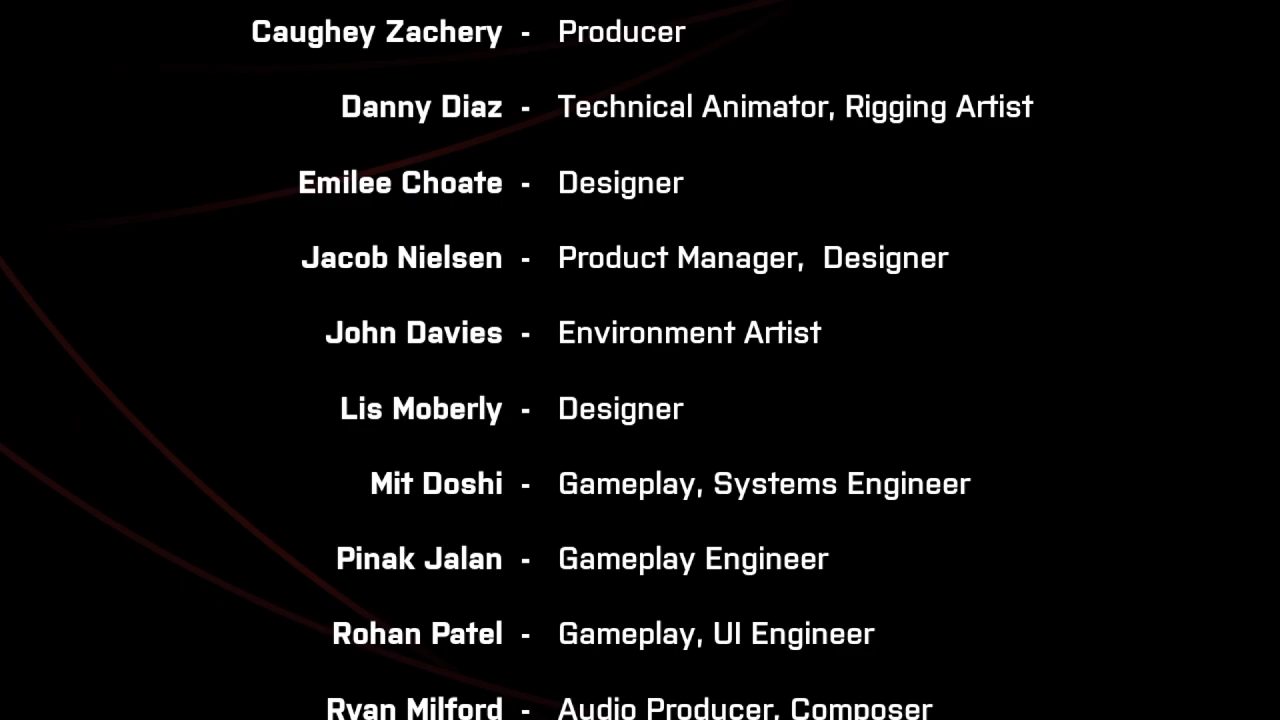 Caughey Zachery - Producer
Danny Diaz - Technical Animator, Rigging Artist
Emilee Choate - Designer
Jacob Nielsen - Product Manager,  Designer
John Davies - Environment Artist
Lis Moberly - Designer
Mit Doshi - Gameplay, Systems Engineer
Pinak Jalan - Gameplay Engineer
Rohan Patel - Gameplay, UI Engineer
Ryan Milford - Audio Producer, Composer